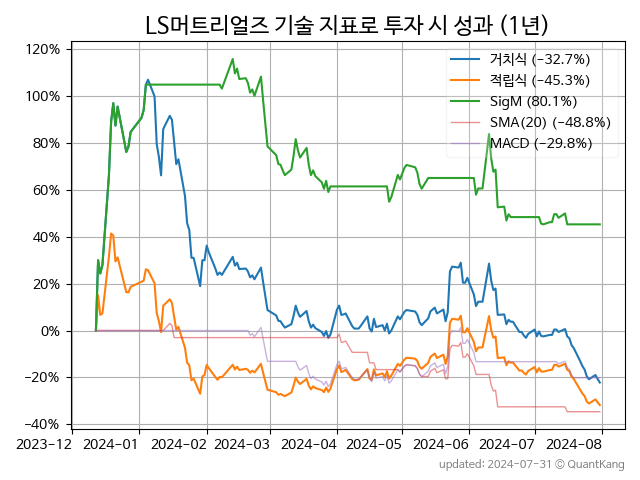 LS머트리얼즈 기술 지표로 투자 시 성과 (1년)
120%
100%
80%
60%
40%
20%
0%
−20%
−40%
거치식 (−32.7%)
적립식 (−45.3%)
SigM (80.1%)
SMA(20) (−48.8%)
MACD (−29.8%)
2023-12 2024-01 2024-02 2024-03 2024-04 2024-05 2024-06 2024-07 2024-08
updated: 2024-07-31 © QuantKang